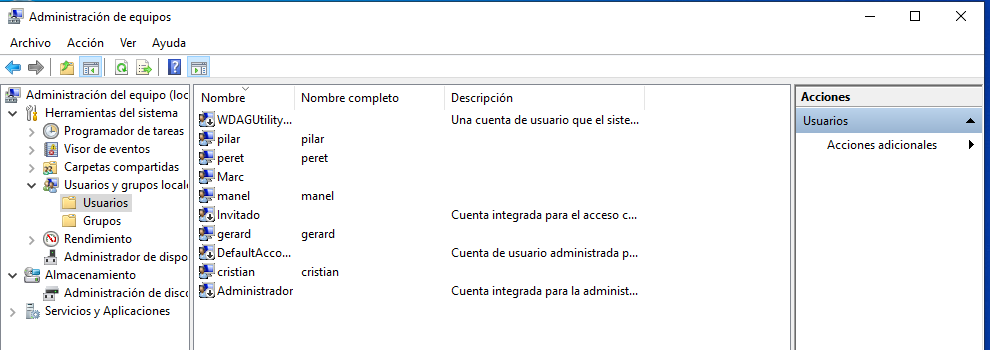 Administración de equipos
Archivo Acción Ver Ayuda
Administración del equipo (loc
Herramientas del sistema
Programador de tareas
Visor de eventos
Carpetas compartidas
Usuarios y grupos locale
Usuarios
Grupos
Rendimiento
Administrador de dispo
Almacenamiento
Administración de disco
Servicios y Aplicaciones
Nombre Nombre completo Descripción
WDAGUtility... Una cuenta de usuario que el siste...
pilar pilar
peret peret
Marc
manel manel
Invitado Cuenta integrada para el acceso c...
gerard gerard
DefaultAcco... Cuenta de usuario administrada p...
cristian cristian
Administrador Cuenta integrada para la administ...
Acciones
Usuarios
Acciones adicionales